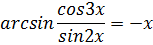 arcsin cos3x/sin2x = −x